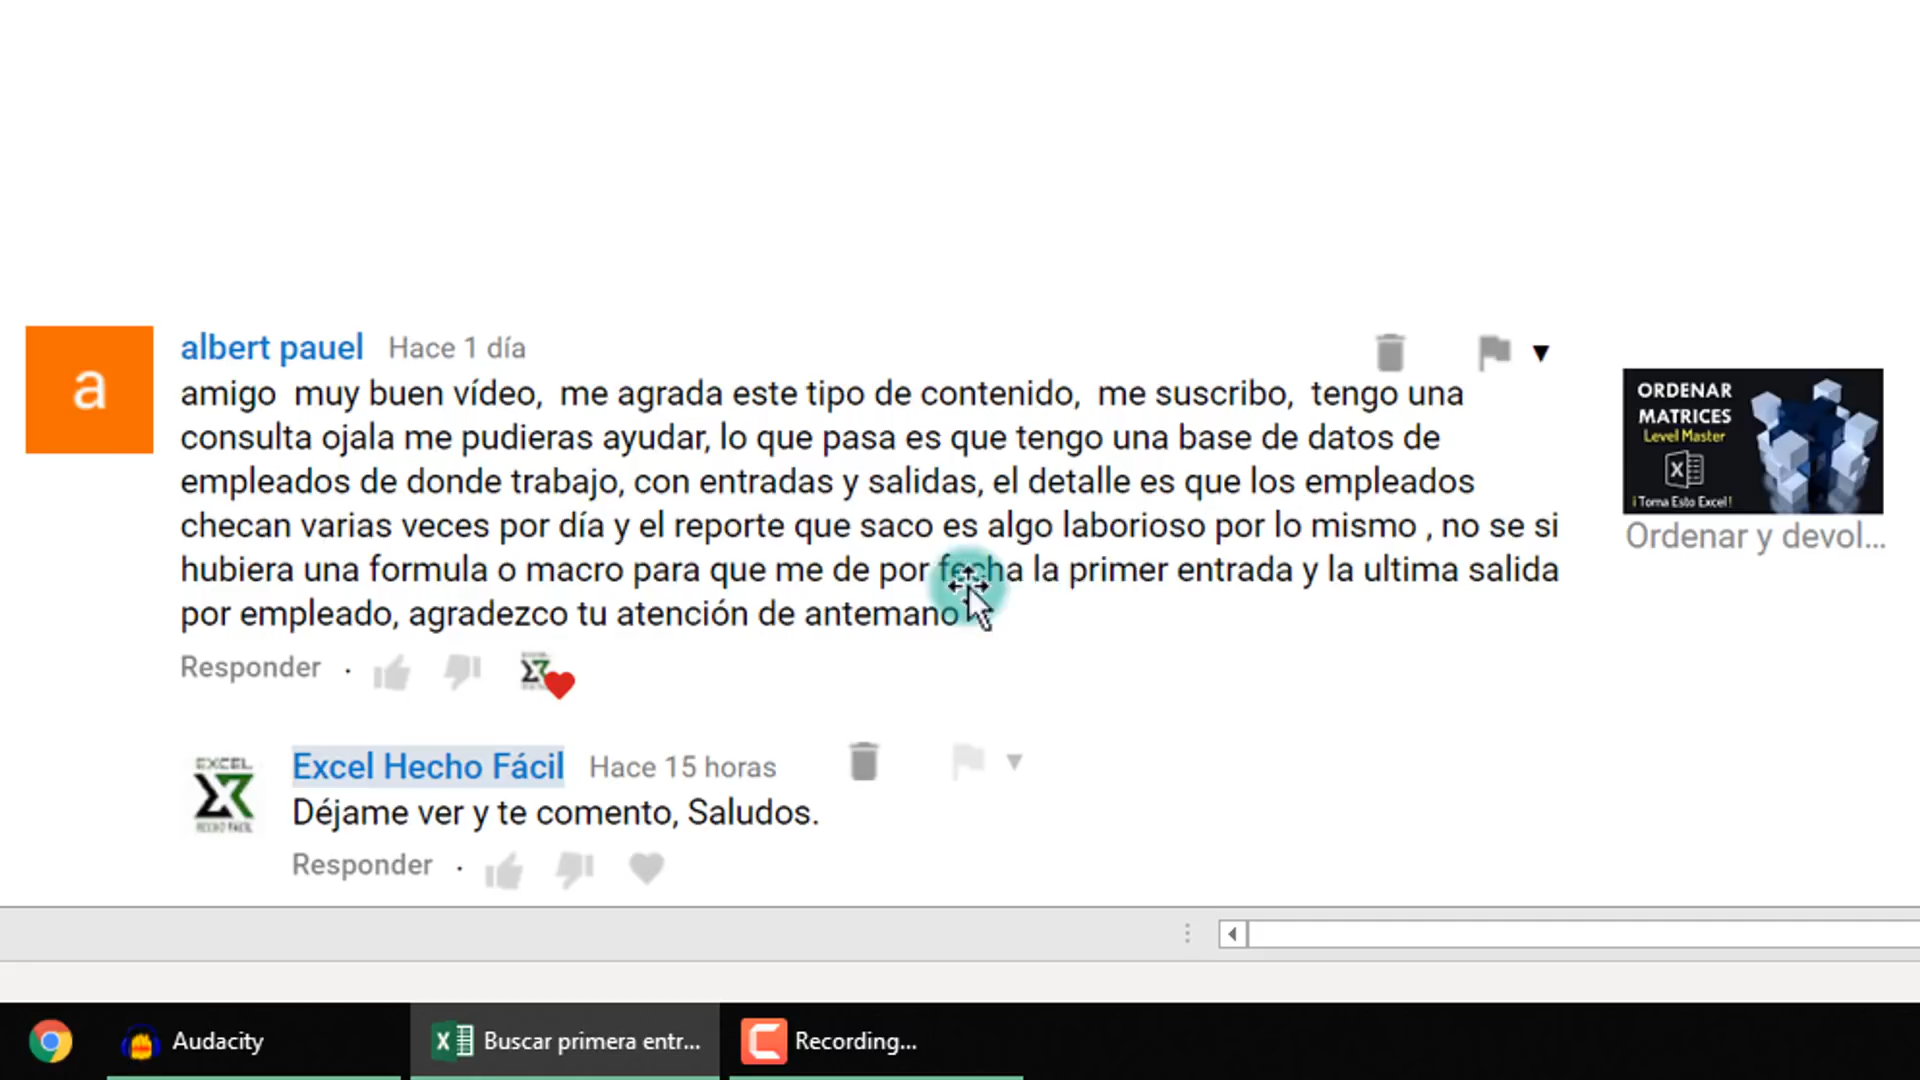 a
albert pauel Hace 1 día
amigo  muy buen vídeo,  me agrada este tipo de contenido,  me suscribo,  tengo una
consulta ojala me pudieras ayudar, lo que pasa es que tengo una base de datos de
empleados de donde trabajo, con entradas y salidas, el detalle es que los empleados
checan varias veces por día y el reporte que saco es algo laborioso por lo mismo , no se si
hubiera una formula o macro para que me de por fecha la primer entrada y la ultima salida
por empleado, agradezco tu atención de antemano
Responder ·
ORDENAR
MATRICES
Level Master
X
¡Toma Esto Excel!
Ordenar y devol...
EXCEL
HECHO FÁCIL
Excel Hecho Fácil Hace 15 horas
Déjame ver y te comento, Saludos.
Responder ·
Audacity
Buscar primera entr...
Recording...